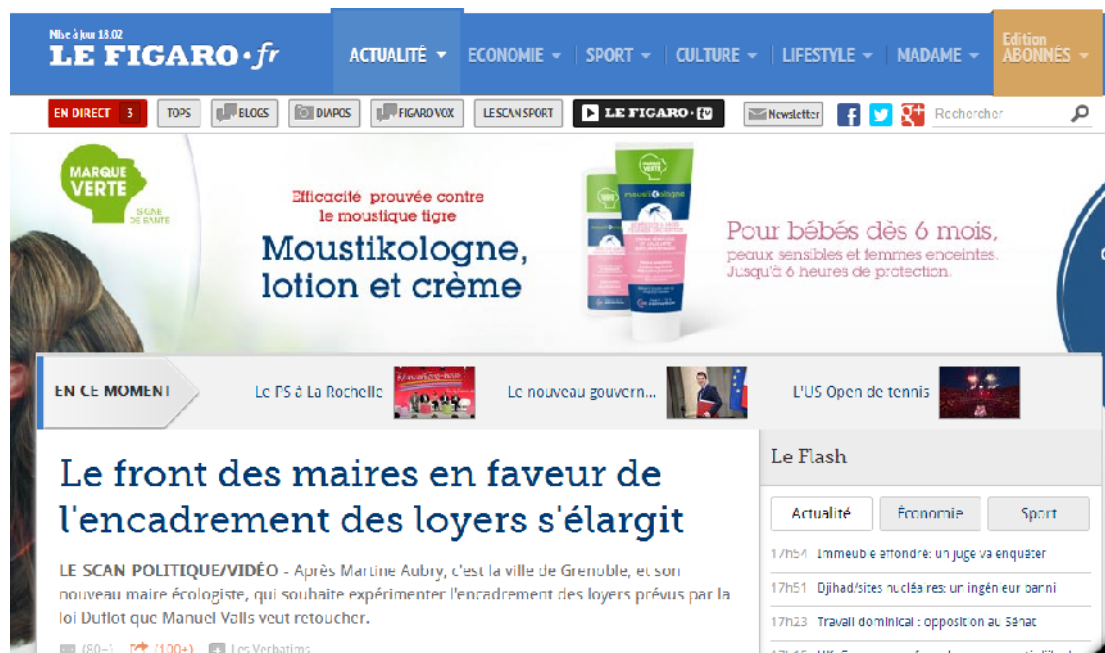 Mise à jour 18.02
LE FIGARO·fr
ACTUALITÉ
ECONOMIE
SPORT
CULTURE
LIFESTYLE
MADAME
Edition
ABONNÉS
EN DIRECT 3
TOPS
BLOGS
DIAPOS
FIGAROVOX
LE SCAN SPORT
LE FIGARO·tv
Newsletter
Rechercher
MARQUE
VERTE
SIGNE
DE SANTÉ
Efficacité prouvée contre
le moustique tigre
Moustikologne,
lotion et crème
moustikologne
Pour bébés dès 6 mois,
peaux sensibles et femmes enceintes.
Jusqu'à 6 heures de protection.
EN CE MOMENT
Le PS à La Rochelle
Le nouveau gouvern...
L'US Open de tennis
Le front des maires en faveur de
l'encadrement des loyers s'élargit
LE SCAN POLITIQUE/VIDÉO - Après Martine Aubry, c'est la ville de Grenoble, et son
nouveau maire écologiste, qui souhaite expérimenter l'encadrement des loyers prévus par la
loi Duflot que Manuel Valls veut retoucher.
(100+)
Les Verbatims
Le Flash
Actualité
Économie
Sport
17h54 Immeuble effondré: un juge va enquêter
17h51 Djihad/sites nucléaires: un ingénieur banni
17h23 Travail dominical : opposition au Sénat